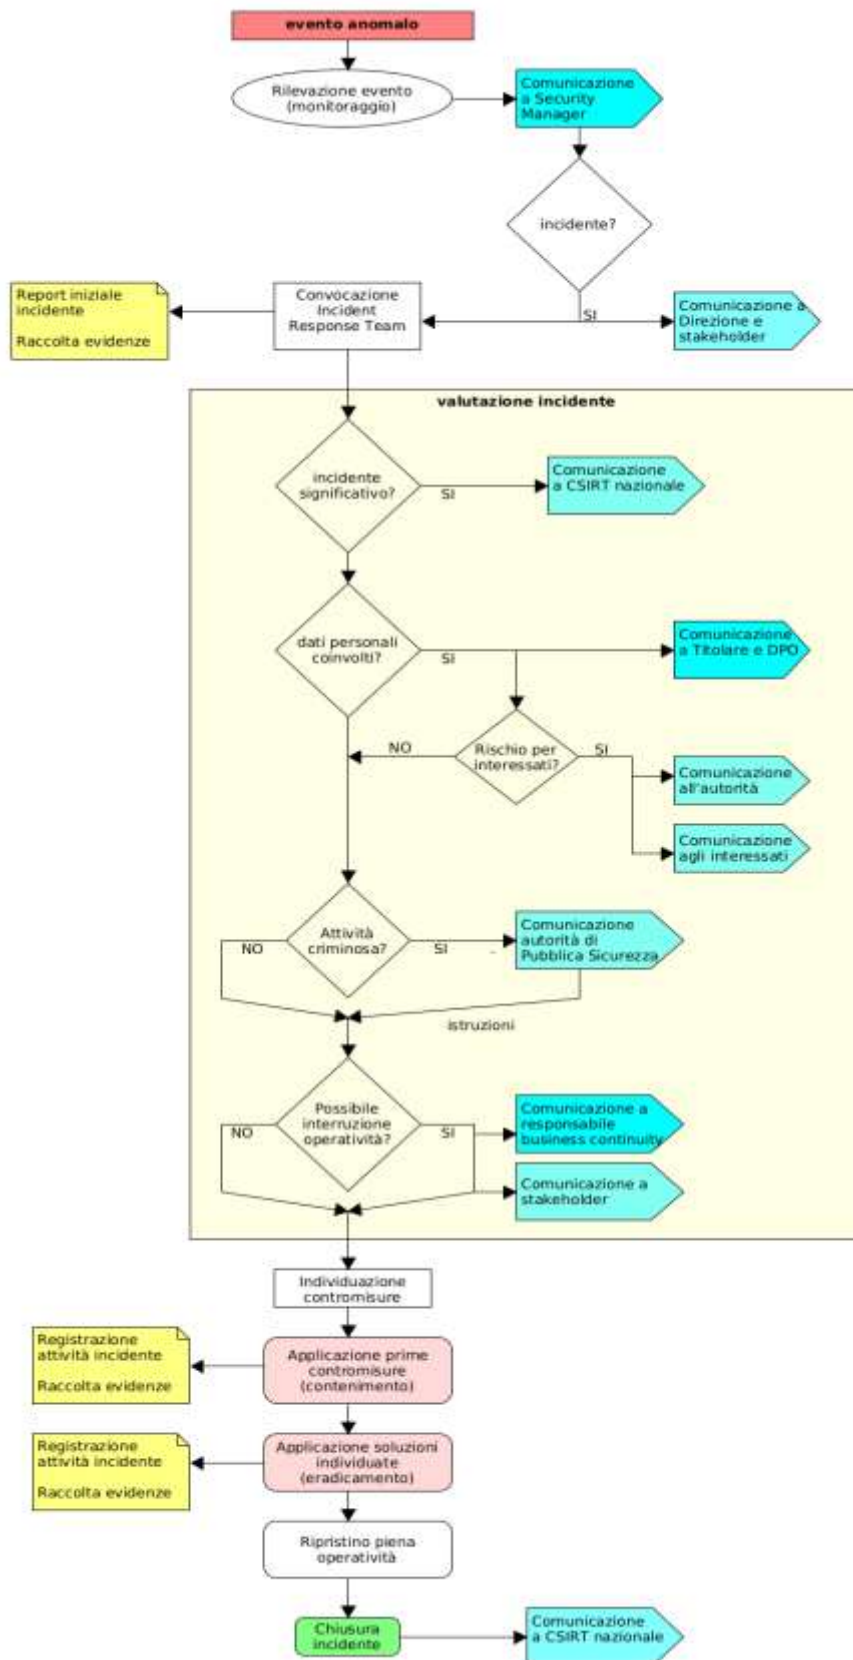 evento anomalo
Rilevazione evento
(monitoraggio)
Comunicazione
a Security
Manager
incidente?
SI
Report iniziale
incidente
Raccolta evidenze
Convocazione
Incident
Response Team
Comunicazione a
Direzione e
stakeholder
valutazione incidente
incidente
significativo?
SI
Comunicazione
a CSIRT nazionale
dati personali
coinvolti?
SI
Comunicazione
a Titolare e DPO
NO
Rischio per
interessati?
SI
Comunicazione
all'autorità
Comunicazione
agli interessati
NO
Attività
criminosa?
SI
Comunicazione
autorità di
Pubblica Sicurezza
istruzioni
NO
Possibile
interruzione
operatività?
SI
Comunicazione a
responsabile
business continuity
Comunicazione a
stakeholder
Individuazione
contromisure
Registrazione
attività incidente
Raccolta evidenze
Applicazione prime
contromisure
(contenimento)
Registrazione
attività incidente
Raccolta evidenze
Applicazione soluzioni
individuate
(eradicamento)
Ripristino piena
operatività
Chiusura
incidente
Comunicazione
a CSIRT nazionale